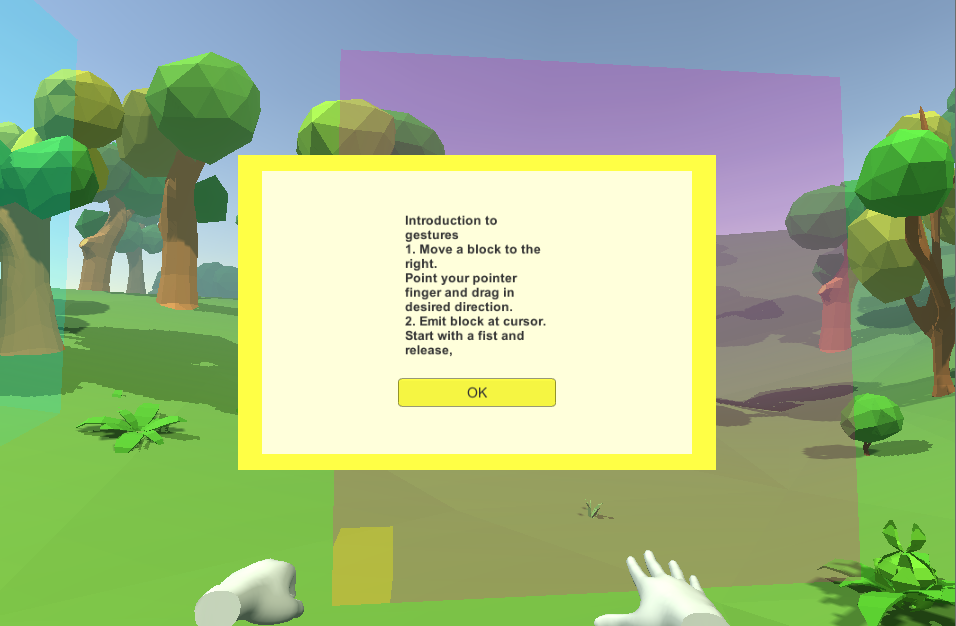 Introduction to
gestures
1. Move a block to the
right.
Point your pointer
finger and drag in
desired direction.
2. Emit block at cursor.
Start with a fist and
release,
OK